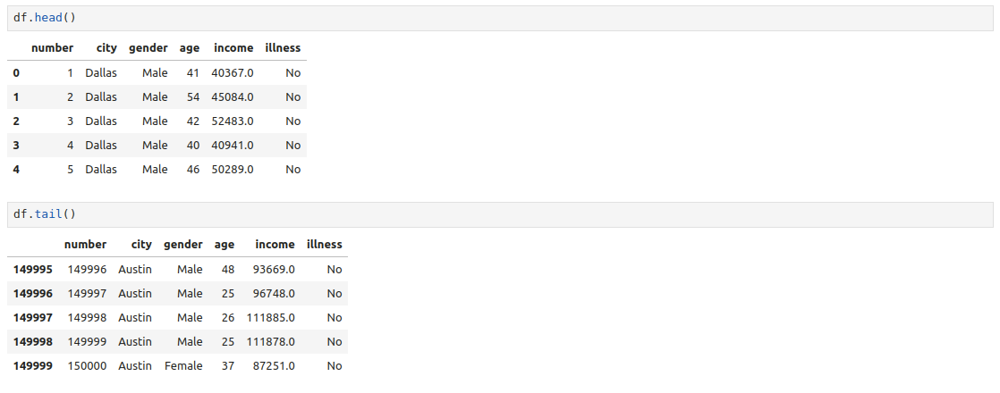 df.head()
number city gender age income illness
0 1 Dallas Male 41 40367.0 No
1 2 Dallas Male 54 45084.0 No
2 3 Dallas Male 42 52483.0 No
3 4 Dallas Male 40 40941.0 No
4 5 Dallas Male 46 50289.0 No
df.tail()
number city gender age income illness
149995 149996 Austin Male 48 93669.0 No
149996 149997 Austin Male 25 96748.0 No
149997 149998 Austin Male 26 111885.0 No
149998 149999 Austin Male 25 111878.0 No
149999 150000 Austin Female 37 87251.0 No